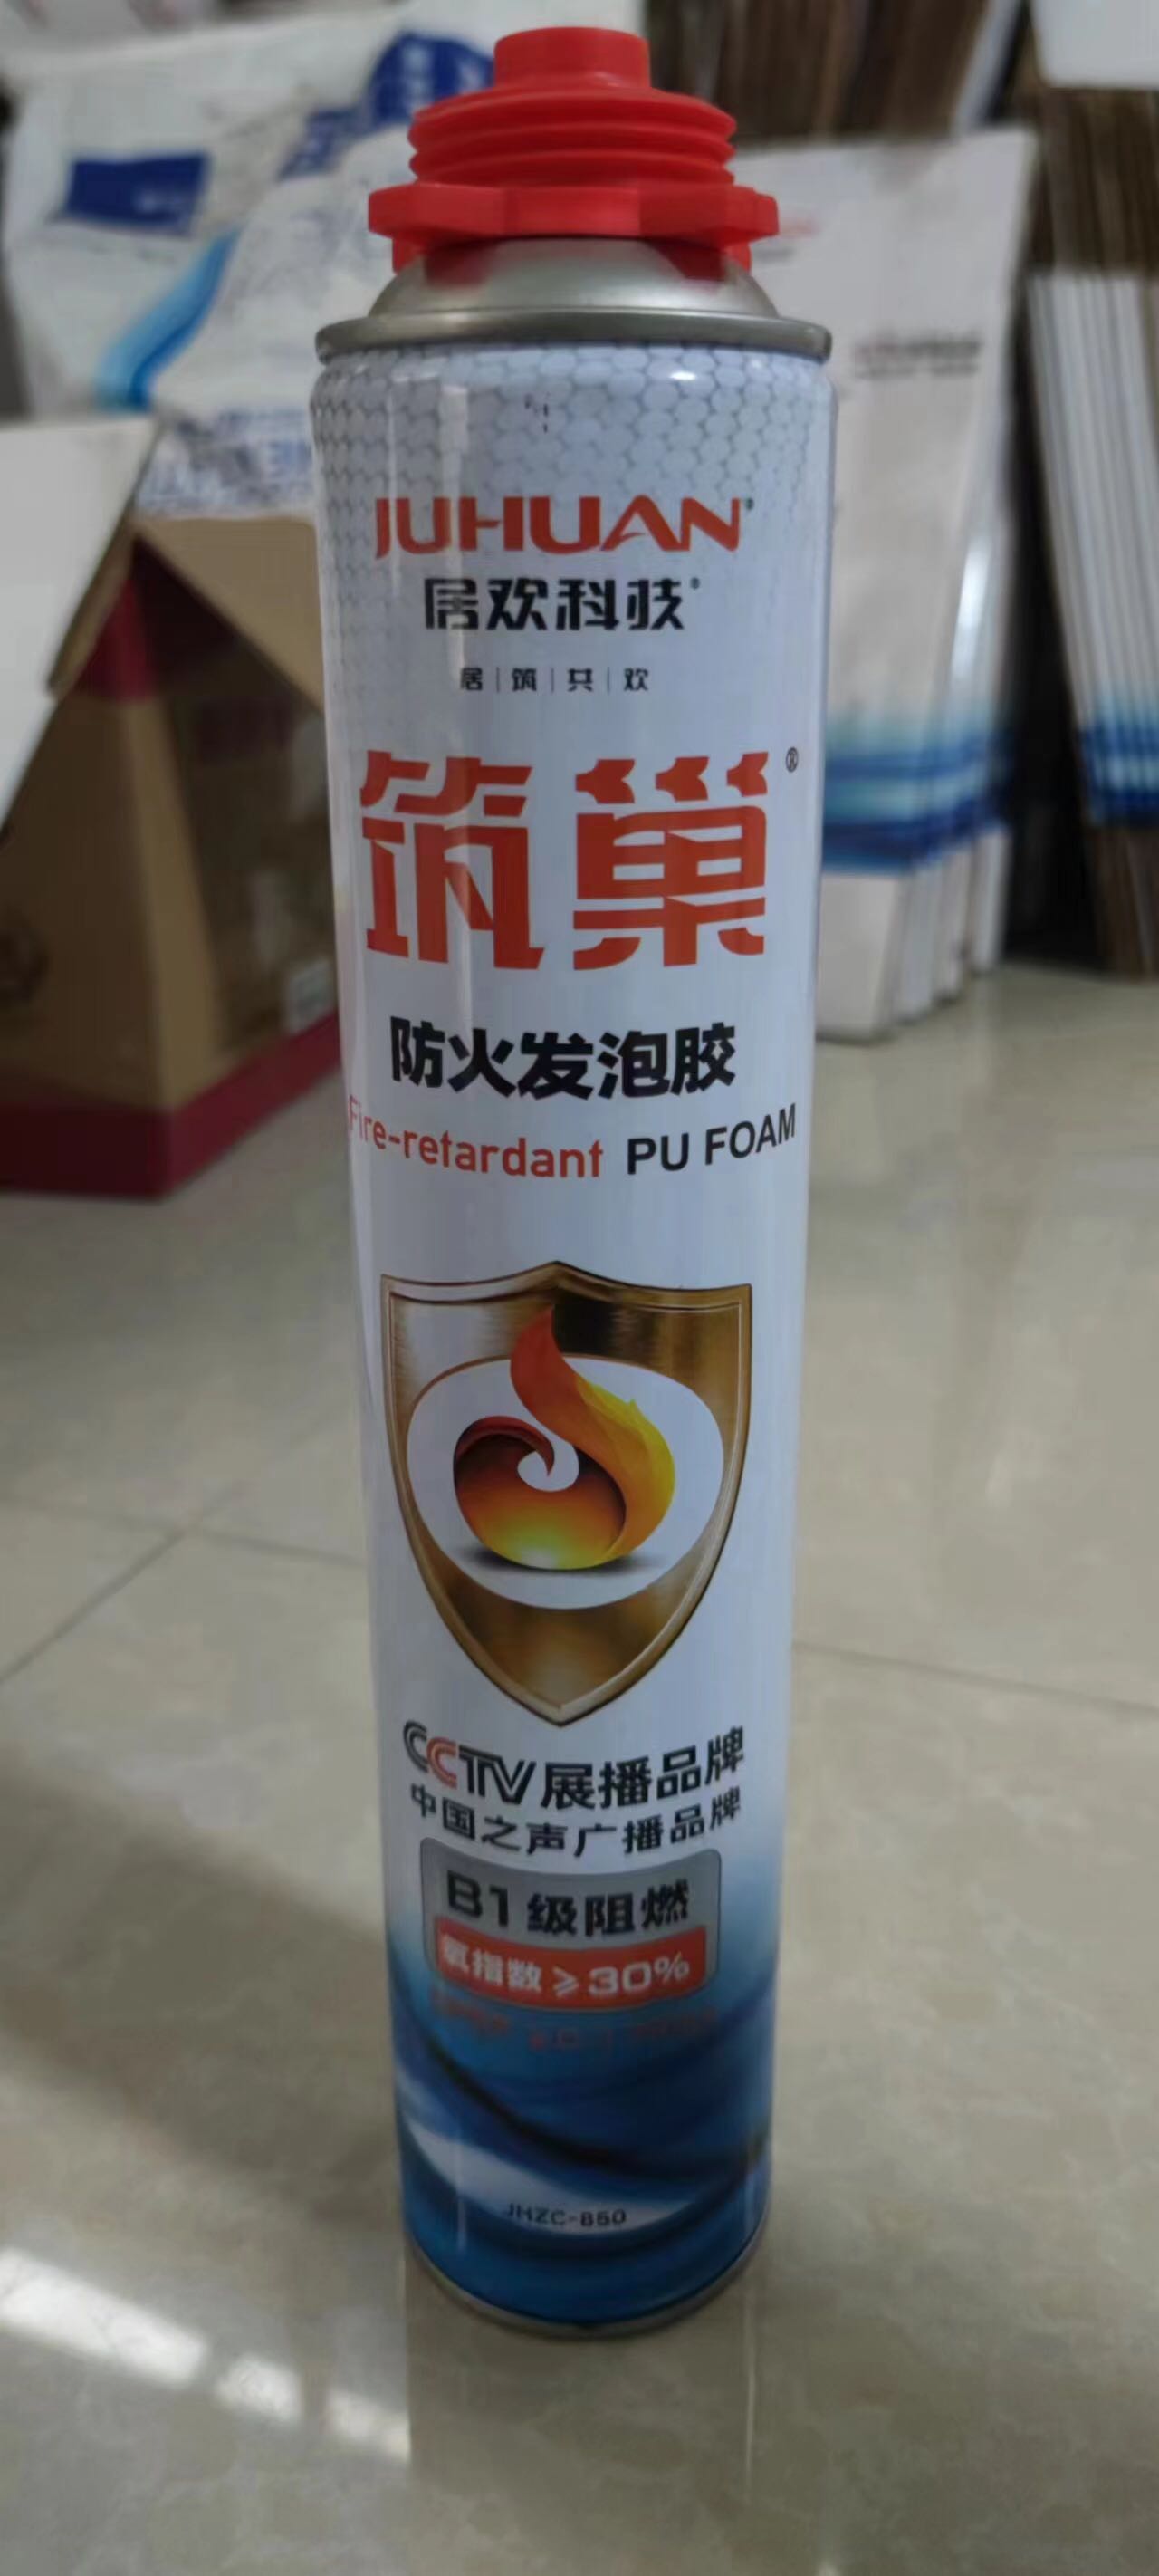 JUHUAN®
居欢科技®
居|筑|共|欢
筑巢®
防火发泡胶
Fire-retardant PU FOAM
CCTV展播品牌
中国之声广播品牌
B1级阻燃
氧指数≥30%
JHZC-850